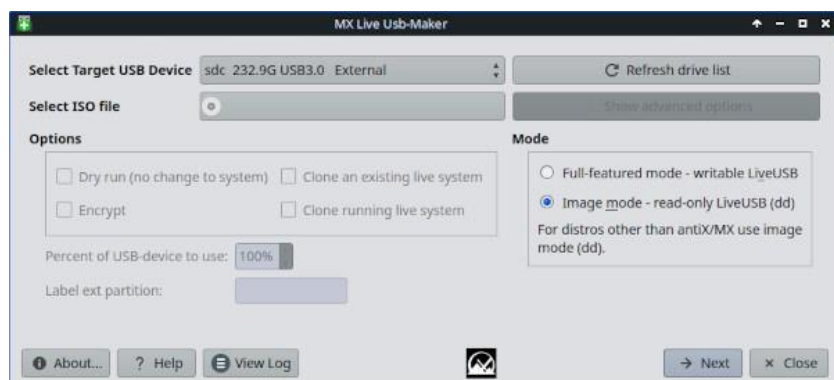 MX Live Usb-Maker
Select Target USB Device sdc 232.9G USB3.0 External Refresh drive list
Select ISO file Show advanced options
Options Mode
Dry run (no change to system) Clone an existing live system Full-featured mode - writable LiveUSB
Encrypt Clone running live system Image mode - read-only LiveUSB (dd)
For distros other than antiX/MX use image
mode (dd).
Percent of USB-device to use: 100%
Label ext partition:
About... ? Help View Log Next Close